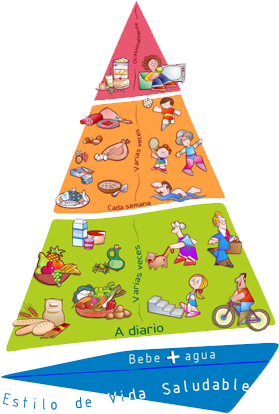 Ocasionalmente
Varias veces
Cada semana
Varias veces
A diario
Bebe + agua
Estilo de Vida Saludable